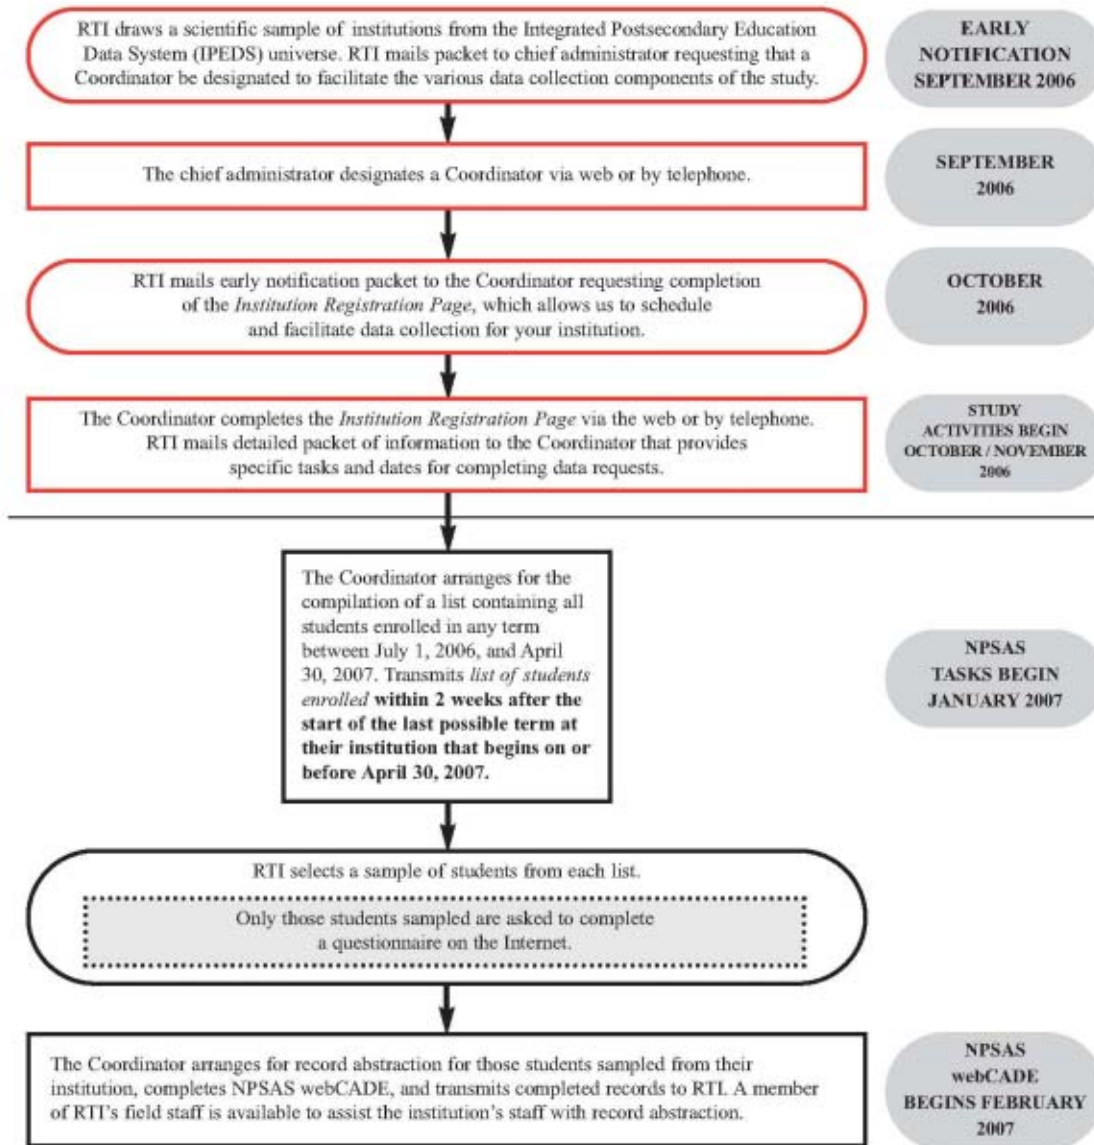 RTI draws a scientific sample of institutions from the Integrated Postsecondary Education
Data System (IPEDS) universe. RTI mails packet to chief administrator requesting that a
Coordinator be designated to facilitate the various data collection components of the study.
EARLY
NOTIFICATION
SEPTEMBER 2006
The chief administrator designates a Coordinator via web or by telephone.
SEPTEMBER
2006
RTI mails early notification packet to the Coordinator requesting completion
of the Institution Registration Page, which allows us to schedule
and facilitate data collection for your institution.
OCTOBER
2006
The Coordinator completes the Institution Registration Page via the web or by telephone.
RTI mails detailed packet of information to the Coordinator that provides
specific tasks and dates for completing data requests.
STUDY
ACTIVITIES BEGIN
OCTOBER / NOVEMBER
2006
The Coordinator arranges for the
compilation of a list containing all
students enrolled in any term
between July 1, 2006, and April
30, 2007. Transmits list of students
enrolled within 2 weeks after the
start of the last possible term at
their institution that begins on or
before April 30, 2007.
NPSAS
TASKS BEGIN
JANUARY 2007
RTI selects a sample of students from each list.
Only those students sampled are asked to complete
a questionnaire on the Internet.
The Coordinator arranges for record abstraction for those students sampled from their
institution, completes NPSAS webCADE, and transmits completed records to RTI. A member
of RTI's field staff is available to assist the institution's staff with record abstraction.
NPSAS
webCADE
BEGINS FEBRUARY
2007